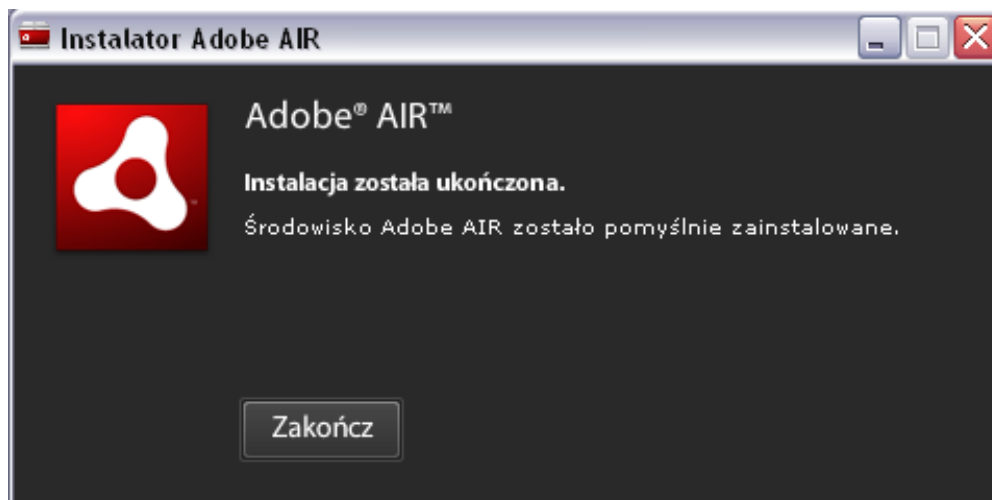 Instalator Adobe AIR
Adobe® AIR™
Instalacja została ukończona.
Środowisko Adobe AIR zostało pomyślnie zainstalowane.
Zakończ